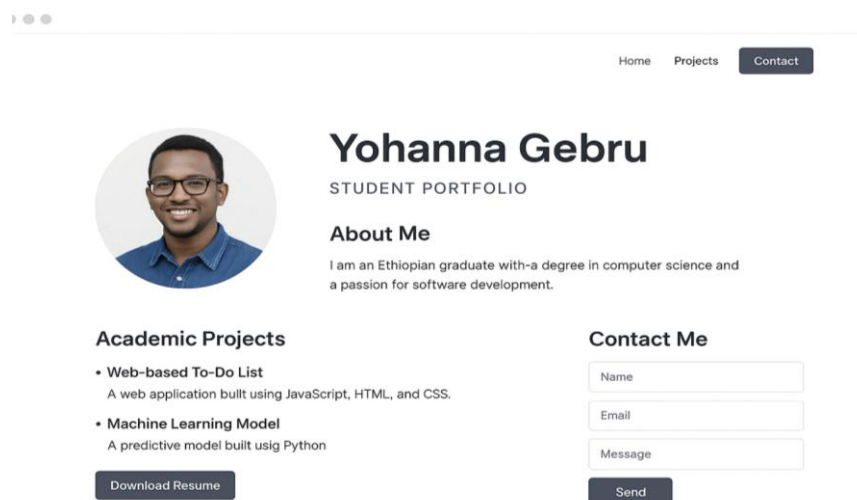 Home Projects Contact
Yohanna Gebru
STUDENT PORTFOLIO
About Me
I am an Ethiopian graduate with-a degree in computer science and
a passion for software development.
Academic Projects
• Web-based To-Do List
A web application built using JavaScript, HTML, and CSS.
• Machine Learning Model
A predictive model built usig Python
Download Resume
Contact Me
Name
Email
Message
Send